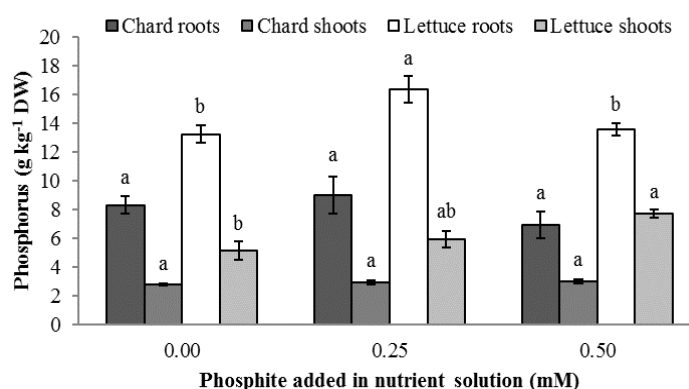 Chard roots Chard shoots Lettuce roots Lettuce shoots
Phosphorus (g kg-1 DW)
20
18
16
14
12
10
8
6
4
2
0
a a b b
a a a ab
a a b a
0.00 0.25 0.50
Phosphite added in nutrient solution (mM)